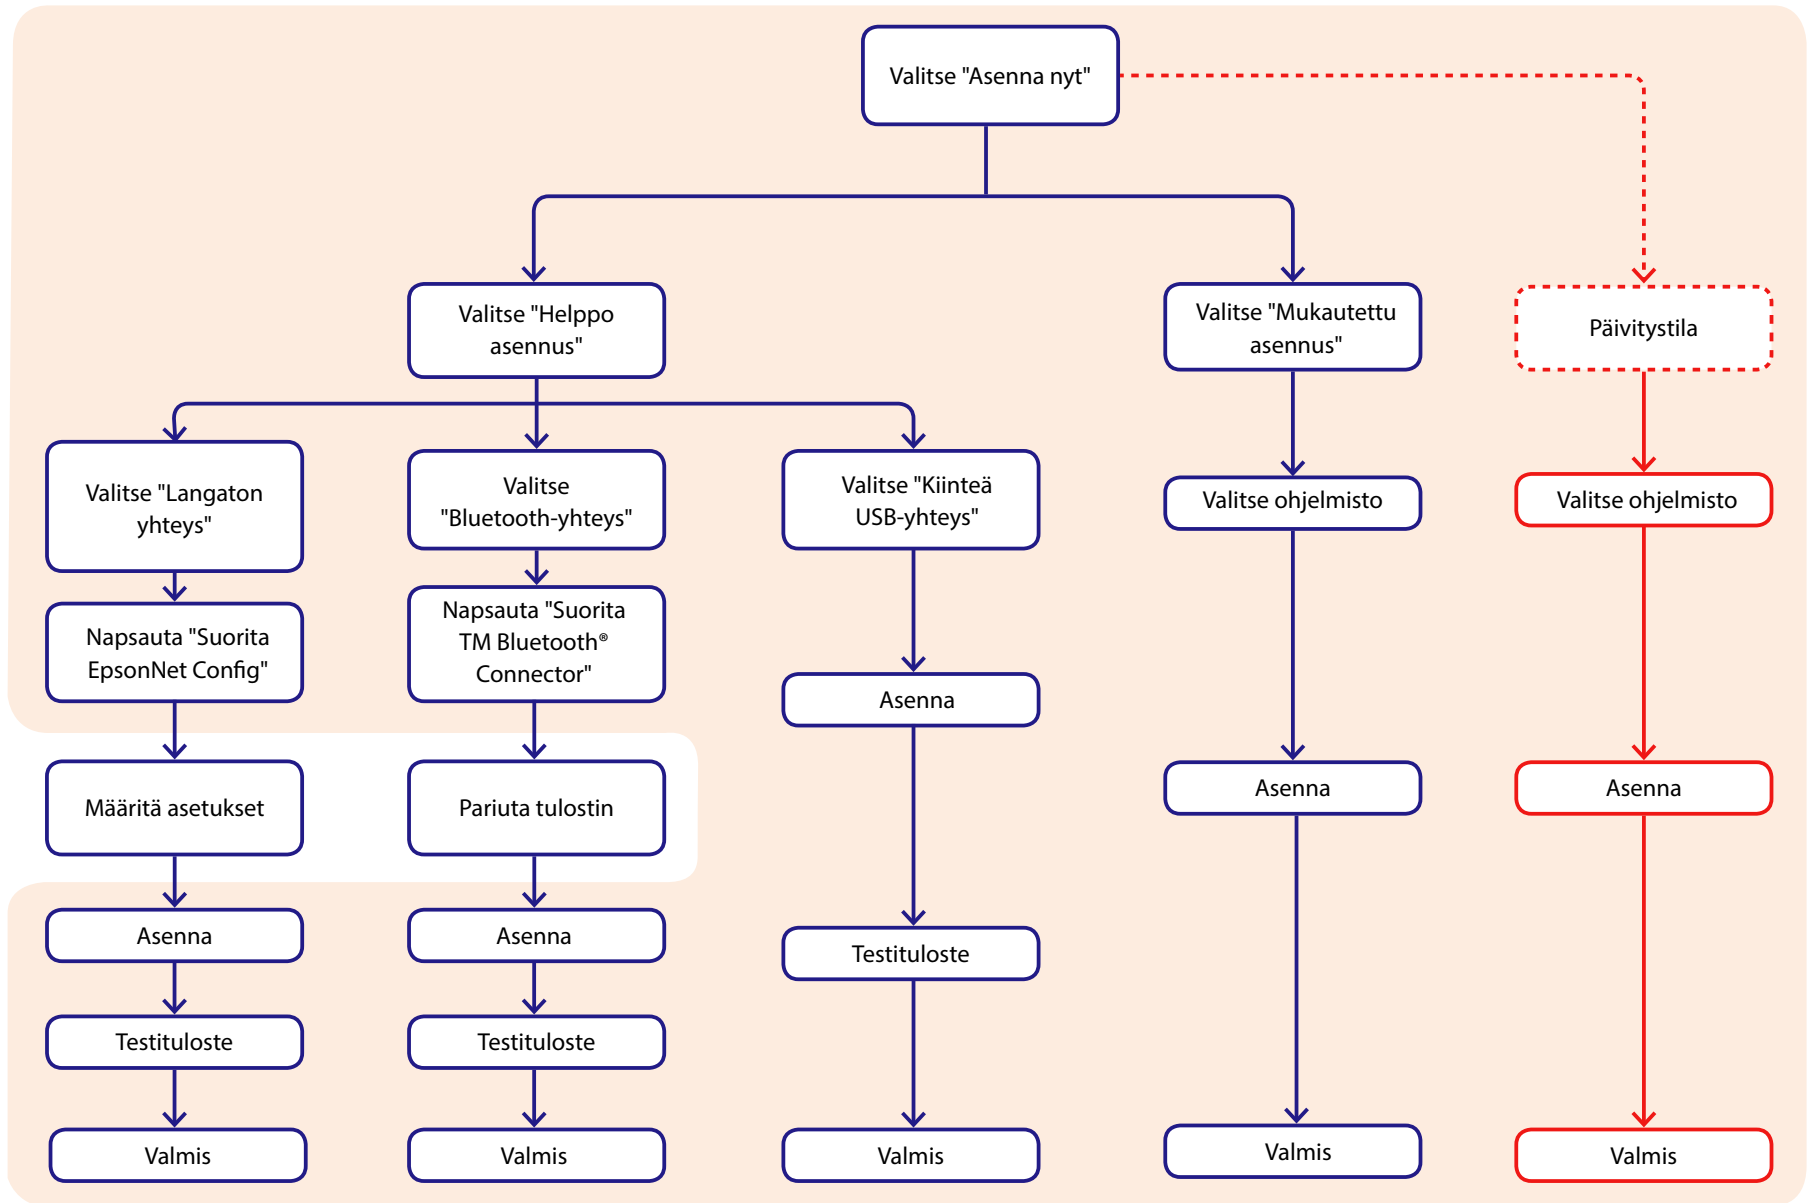 Valitse "Asenna nyt"
Valitse "Helppo
asennus"
Valitse "Mukautettu
asennus"
Päivitystila
Valitse "Langaton
yhteys"
Valitse
"Bluetooth-yhteys"
Valitse "Kiinteä
USB-yhteys"
Valitse ohjelmisto
Valitse ohjelmisto
Napsauta "Suorita
EpsonNet Config"
Napsauta "Suorita
TM Bluetooth®
Connector"
Asenna
Määritä asetukset
Pariuta tulostin
Asenna
Asenna
Asenna
Asenna
Testituloste
Testituloste
Testituloste
Valmis
Valmis
Valmis
Valmis
Valmis